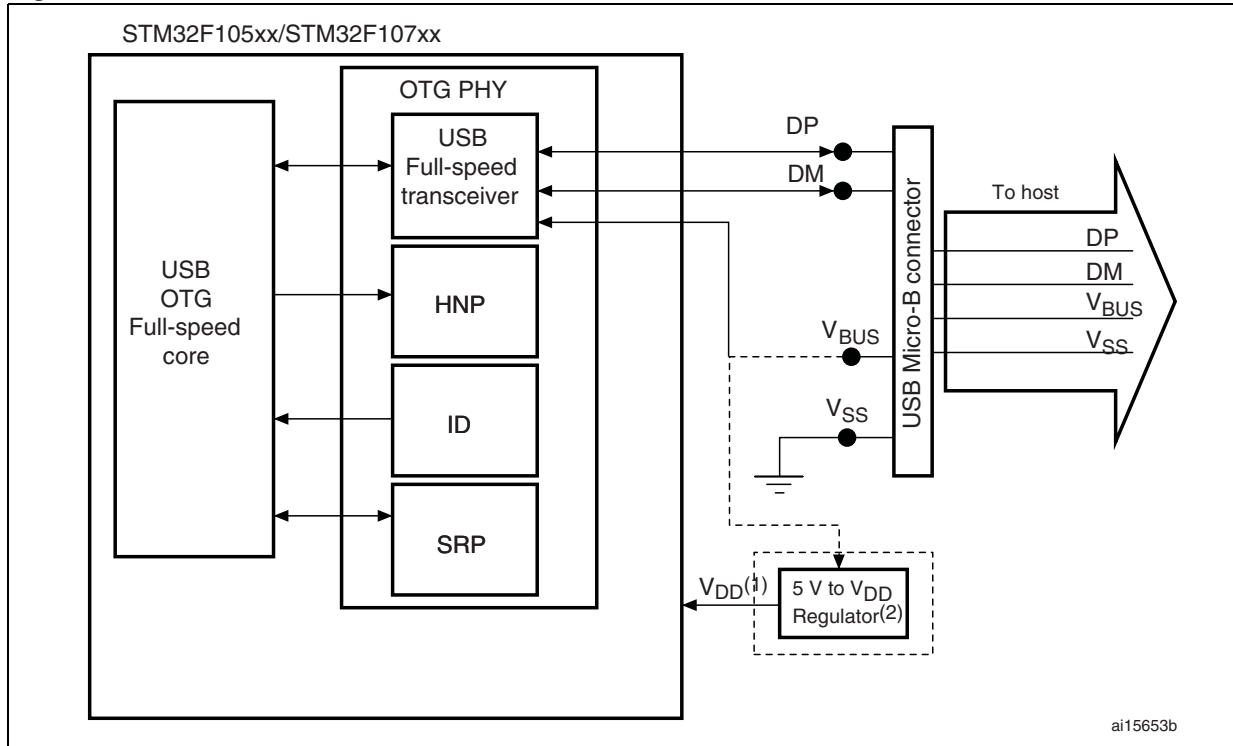 STM32F105xx/STM32F107xx
OTG PHY
USB
Full-speed
transceiver
USB
OTG
Full-speed
core
HNP
ID
SRP
DP
DM
VBUS
VSS
USB Micro-B connector
To host
DP
DM
VBUS
VSS
VDD(1)
5 V to VDD
Regulator(2)
ai15653b